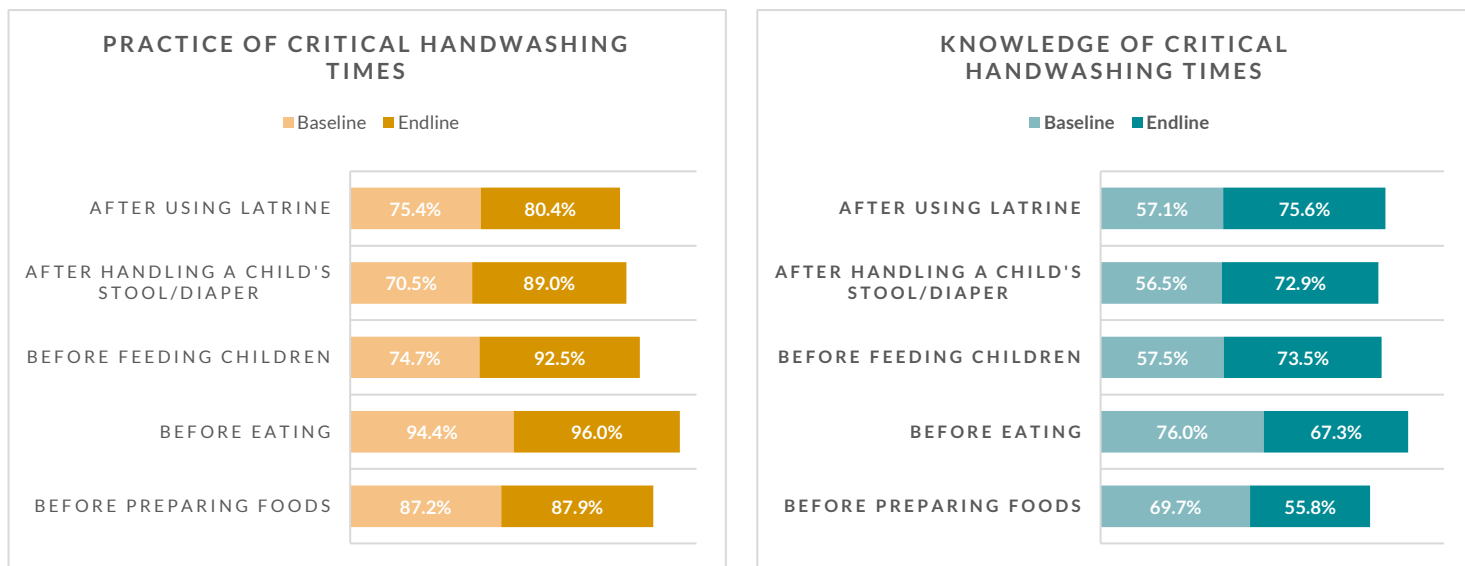 PRACTICE OF CRITICAL HANDWASHING
TIMES
Baseline Endline
AFTER USING LATRINE 75.4% 80.4%
AFTER HANDLING A CHILD'S
STOOL/DIAPER 70.5% 89.0%
BEFORE FEEDING CHILDREN 74.7% 92.5%
BEFORE EATING 94.4% 96.0%
BEFORE PREPARING FOODS 87.2% 87.9%
KNOWLEDGE OF CRITICAL
HANDWASHING TIMES
Baseline Endline
AFTER USING LATRINE 57.1% 75.6%
AFTER HANDLING A CHILD'S
STOOL/DIAPER 56.5% 72.9%
BEFORE FEEDING CHILDREN 57.5% 73.5%
BEFORE EATING 76.0% 67.3%
BEFORE PREPARING FOODS 69.7% 55.8%